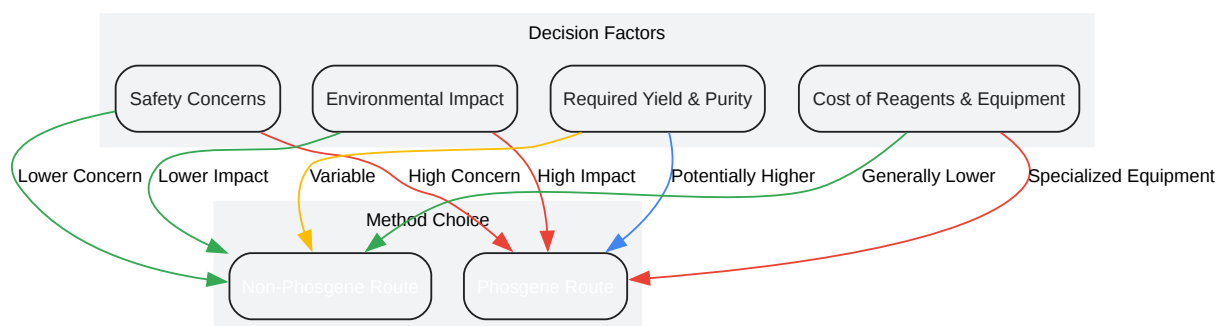 Decision Factors
Safety Concerns
Environmental Impact
Required Yield & Purity
Cost of Reagents & Equipment
Lower Concern
Lower Impact
Variable
High Concern
High Impact
Potentially Higher
Generally Lower
Specialized Equipment
Method Choice
Non-Phosgene Route
Phosgene Route